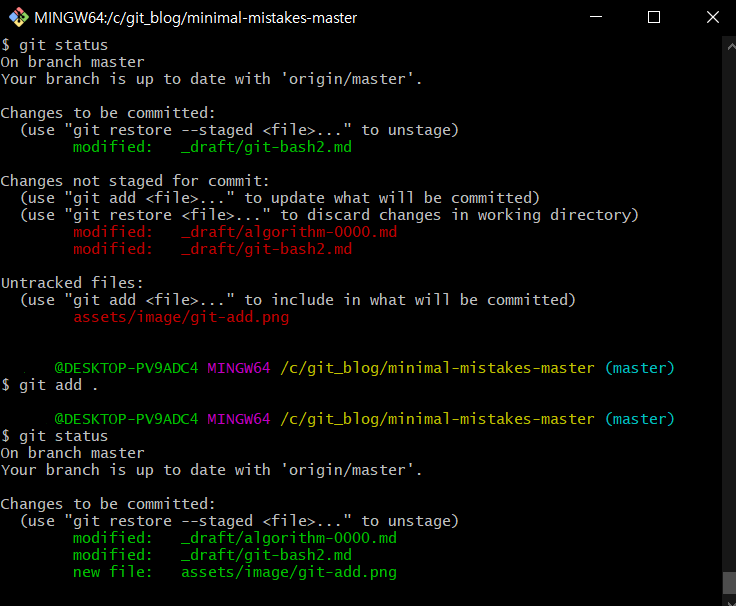 MINGW64:/c/git_blog/minimal-mistakes-master
$ git status
On branch master
Your branch is up to date with 'origin/master'.
Changes to be committed:
  (use "git restore --staged <file>..." to unstage)
        modified:   _draft/git-bash2.md
Changes not staged for commit:
  (use "git add <file>..." to update what will be committed)
  (use "git restore <file>..." to discard changes in working directory)
        modified:   _draft/algorithm-0000.md
        modified:   _draft/git-bash2.md
Untracked files:
  (use "git add <file>..." to include in what will be committed)
        assets/image/git-add.png
@DESKTOP-PV9ADC4 MINGW64 /c/git_blog/minimal-mistakes-master (master)
$ git add .
@DESKTOP-PV9ADC4 MINGW64 /c/git_blog/minimal-mistakes-master (master)
$ git status
On branch master
Your branch is up to date with 'origin/master'.
Changes to be committed:
  (use "git restore --staged <file>..." to unstage)
        modified:   _draft/algorithm-0000.md
        modified:   _draft/git-bash2.md
        new file:   assets/image/git-add.png